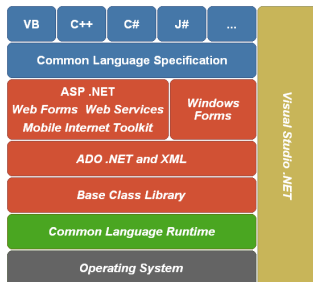 VB C++ C# J# ...
Common Language Specification
ASP .NET
Web Forms Web Services
Mobile Internet Toolkit
Windows
Forms
ADO .NET and XML
Base Class Library
Common Language Runtime
Operating System
Visual Studio .NET